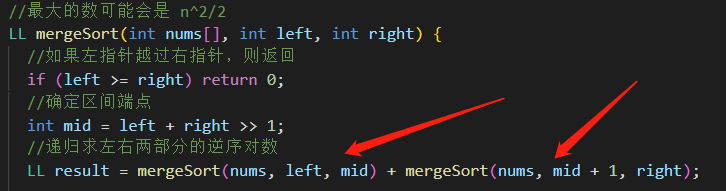 //最大的数可能会是 n^2/2
LL mergeSort(int nums[], int left, int right) {
//如果左指针越过右指针，则返回
if (left >= right) return 0;
//确定区间端点
int mid = left + right >> 1;
//递归求左右两部分的逆序对数
LL result = mergeSort(nums, left, mid) + mergeSort(nums, mid + 1, right);